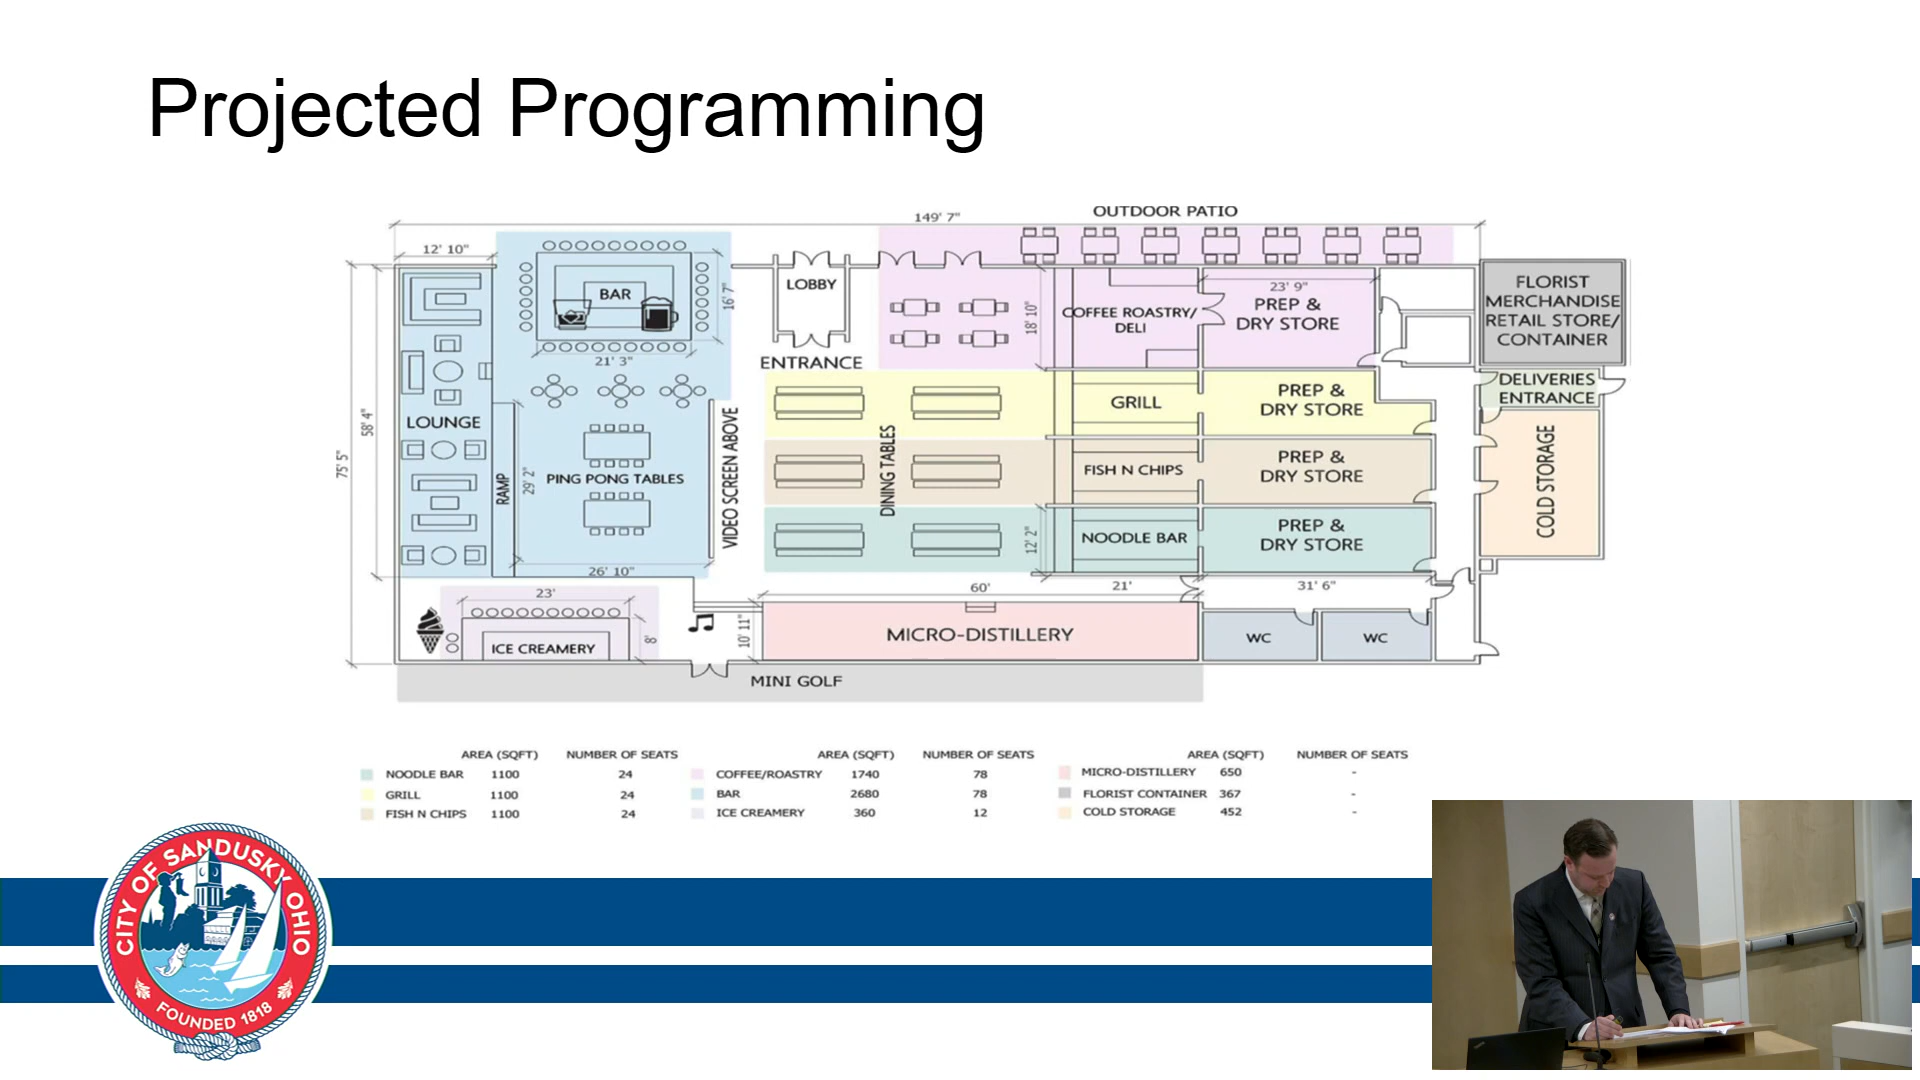 Projected Programming
OUTDOOR PATIO
149' 7"
12' 10"
BAR
16' 7"
21' 3"
LOBBY
ENTRANCE
18' 10"
COFFEE ROASTRY/
DELI
23' 9"
PREP &
DRY STORE
FLORIST
MERCHANDISE
RETAIL STORE/
CONTAINER
DELIVERIES
ENTRANCE
75' 5"
58' 4"
LOUNGE
RAMP
29' 2"
PING PONG TABLES
26' 10"
VIDEO SCREEN ABOVE
DINING TABLES
GRILL
PREP &
DRY STORE
FISH N CHIPS
PREP &
DRY STORE
12' 2"
NOODLE BAR
PREP &
DRY STORE
COLD STORAGE
23'
8'
ICE CREAMERY
10' 11"
60'
21'
31' 6"
MICRO-DISTILLERY
WC
WC
MINI GOLF
AREA (SQFT) NUMBER OF SEATS
NOODLE BAR 1100 24
GRILL 1100 24
FISH N CHIPS 1100 24
AREA (SQFT) NUMBER OF SEATS
COFFEE/ROASTRY 1740 78
BAR 2680 78
ICE CREAMERY 360 12
AREA (SQFT) NUMBER OF SEATS
MICRO-DISTILLERY 650 -
FLORIST CONTAINER 367 -
COLD STORAGE 452 -
CITY OF SANDUSKY OHIO
FOUNDED 1818